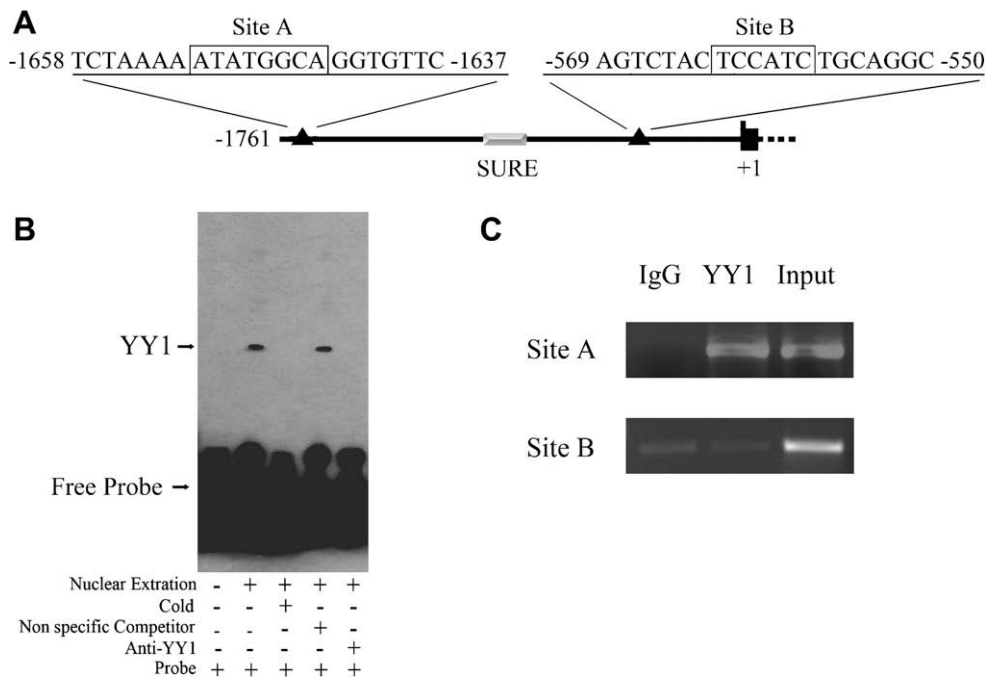 A
Site A
Site B
-1658 TCTAAAA ATATGGCA GGTGTTC -1637
-569 AGTCTAC TCCATC TGCAGGC -550
-1761
SURE
+1
B
YY1
Free Probe
Nuclear Extration - + + + +
Cold - - + - -
Non specific Competitor - - - + -
Anti-YY1 - - - - +
Probe + + + + +
C
IgG YY1 Input
Site A
Site B